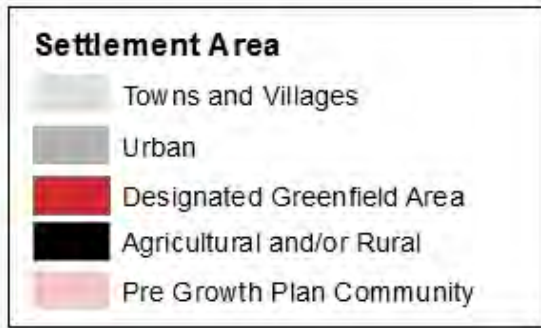 Settlement Area
Towns and Villages
Urban
Designated Greenfield Area
Agricultural and/or Rural
Pre Growth Plan Community